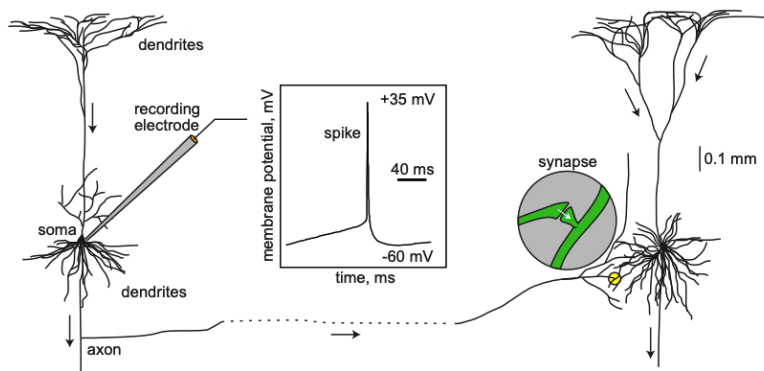 dendrites
recording
electrode
soma
dendrites
axon
membrane potential, mV
+35 mV
spike
40 ms
-60 mV
time, ms
synapse
0.1 mm